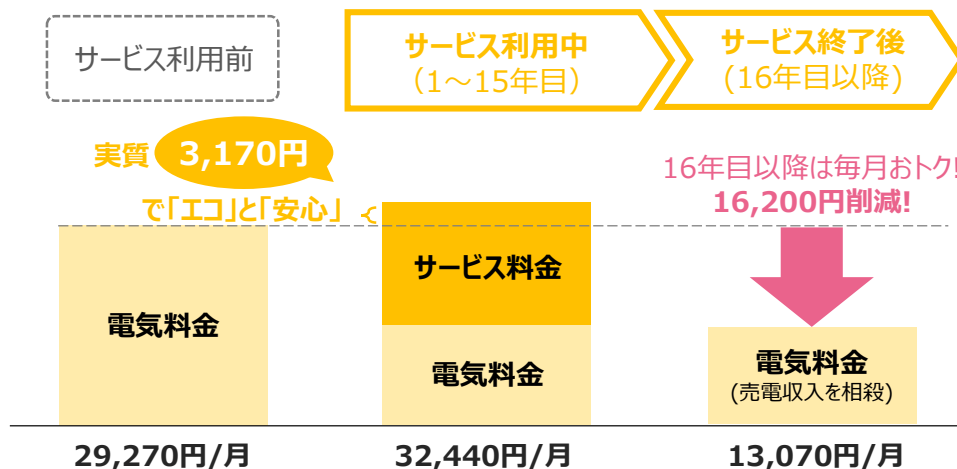 サービス利用前
サービス利用中
（1～15年目）
サービス終了後
(16年目以降)
実質 3,170円
で「エコ」と「安心」
16年目以降は毎月おトク!
16,200円削減!
電気料金
サービス料金
電気料金
電気料金
(売電収入を相殺)
29,270円/月
32,440円/月
13,070円/月